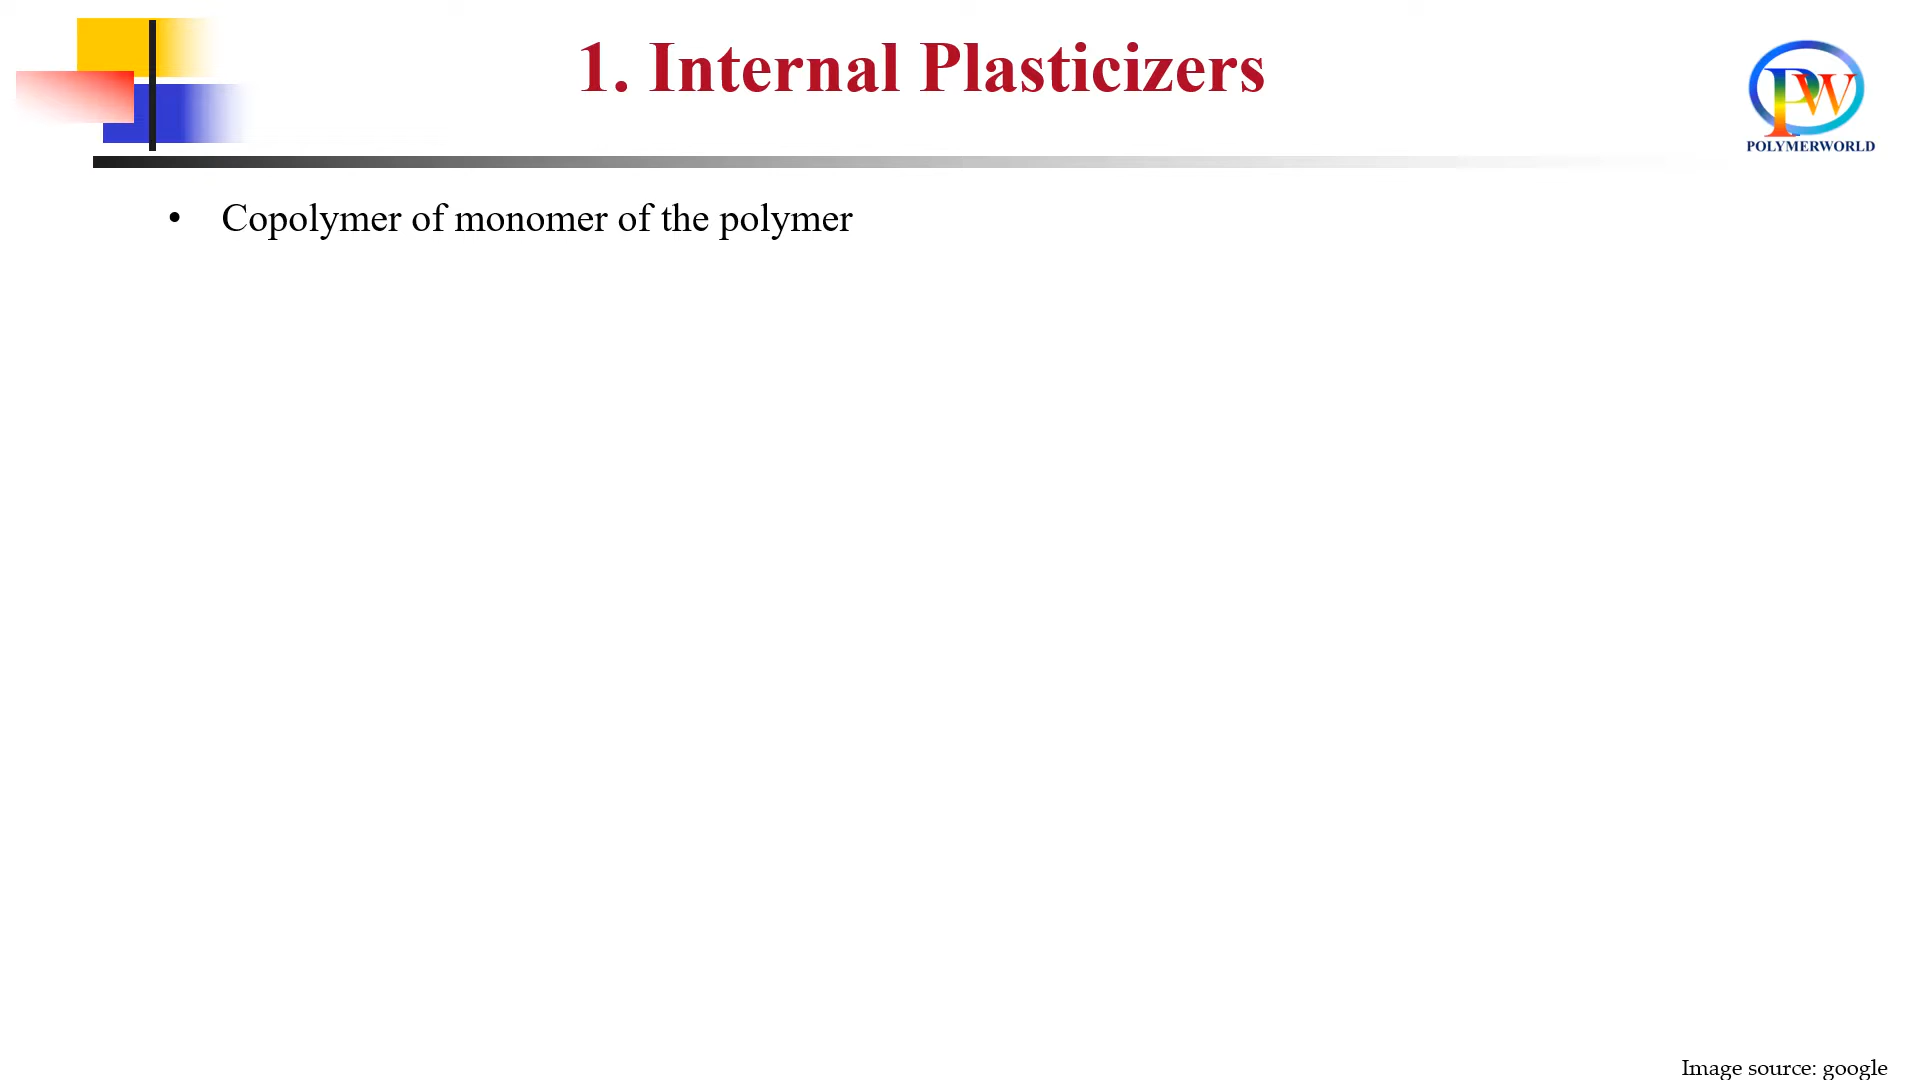 1. Internal Plasticizers
PW
POLYMERWORLD
• Copolymer of monomer of the polymer
Image source: google